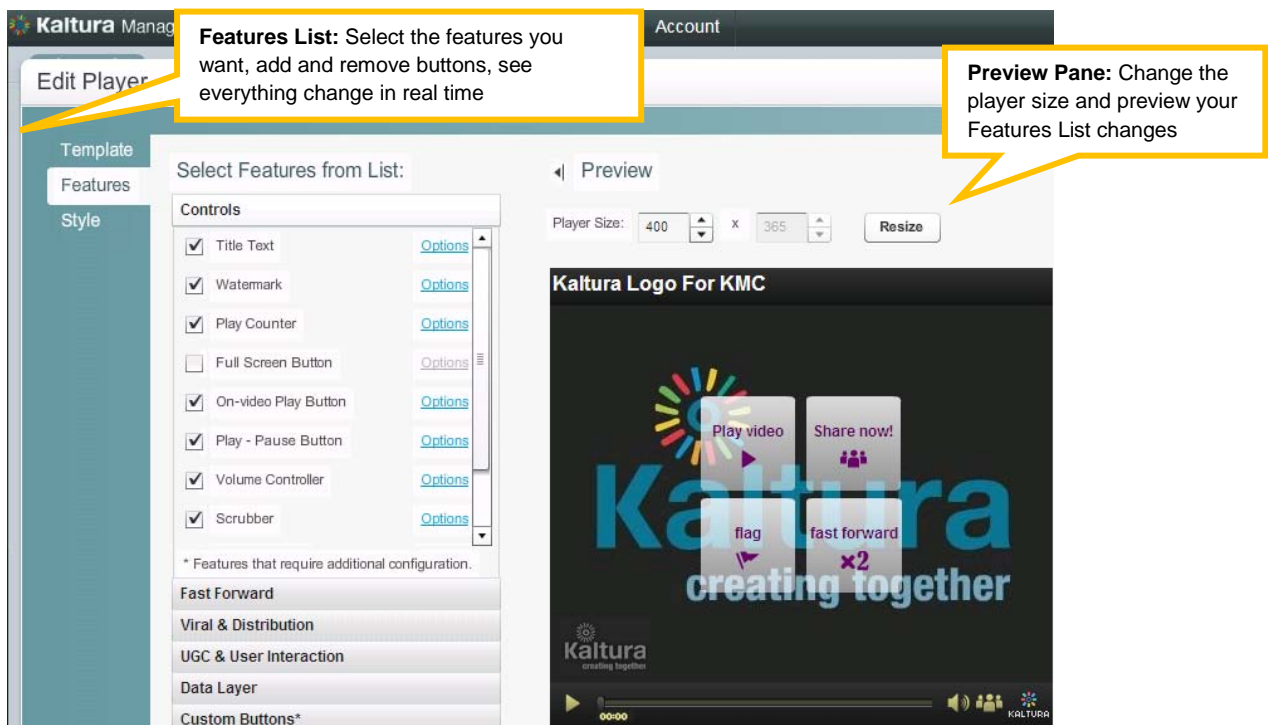 Kaltura Manag
Account
Features List: Select the features you
want, add and remove buttons, see
everything change in real time
Preview Pane: Change the
player size and preview your
Features List changes
Edit Player
Template
Features
Style
Select Features from List:
Controls
Title Text Options
Watermark Options
Play Counter Options
Full Screen Button Options
On-video Play Button Options
Play - Pause Button Options
Volume Controller Options
Scrubber Options
* Features that require additional configuration.
Fast Forward
Viral & Distribution
UGC & User Interaction
Data Layer
Custom Buttons*
Preview
Player Size: 400 x 365 Resize
Kaltura Logo For KMC
Play video
Share now!
flag
fast forward
x2
Kaltura
creating together
Kaltura
creating together
00:00
KALTURA